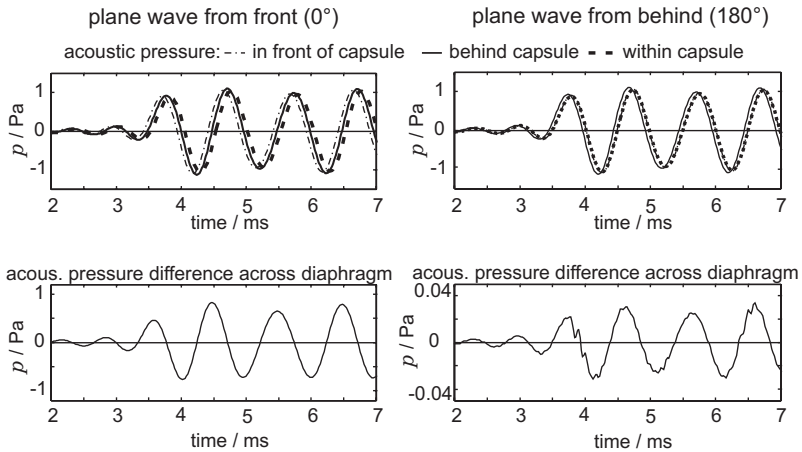 plane wave from front (0°)
plane wave from behind (180°)
acoustic pressure: in front of capsule behind capsule within capsule
p / Pa
1
0
-1
2 3 4 5 6 7
time / ms
p / Pa
1
0
-1
2 3 4 5 6 7
time / ms
acous. pressure difference across diaphragm
p / Pa
1
0
-1
2 3 4 5 6 7
time / ms
acous. pressure difference across diaphragm
p / Pa
0.04
0
-0.04
2 3 4 5 6 7
time / ms